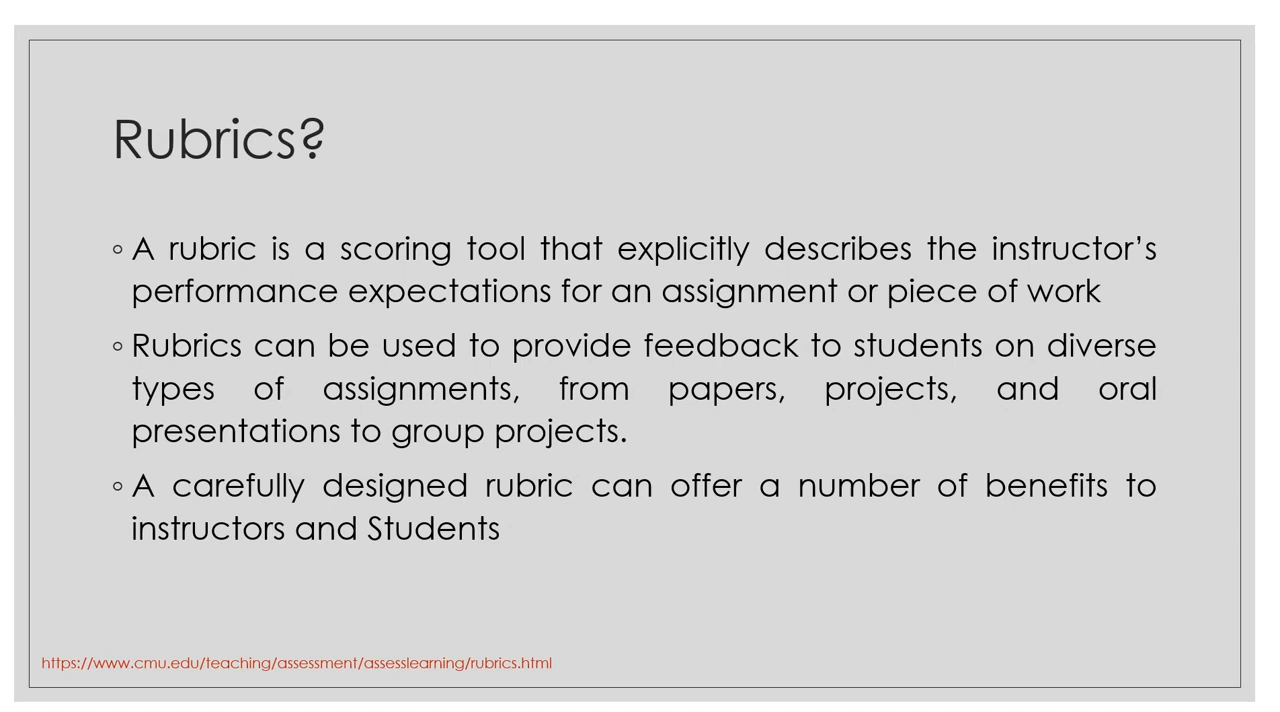 Rubrics?
◦ A rubric is a scoring tool that explicitly describes the instructor’s
performance expectations for an assignment or piece of work
◦ Rubrics can be used to provide feedback to students on diverse
types of assignments, from papers, projects, and oral
presentations to group projects.
◦ A carefully designed rubric can offer a number of benefits to
instructors and Students
https://www.cmu.edu/teaching/assessment/assesslearning/rubrics.html